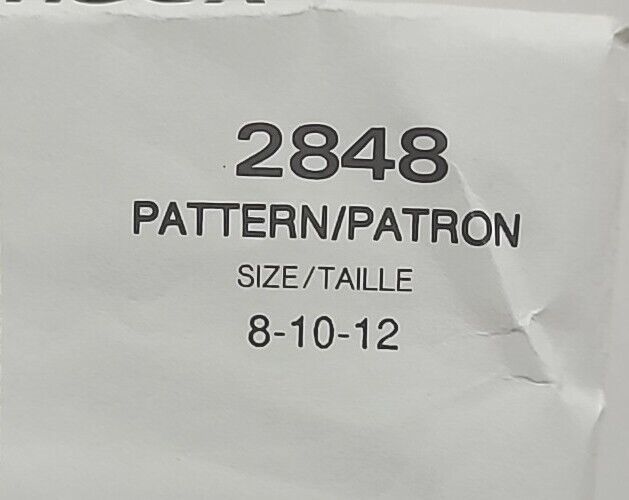 2848
PATTERN/PATRON
SIZE/TAILLE
8-10-12